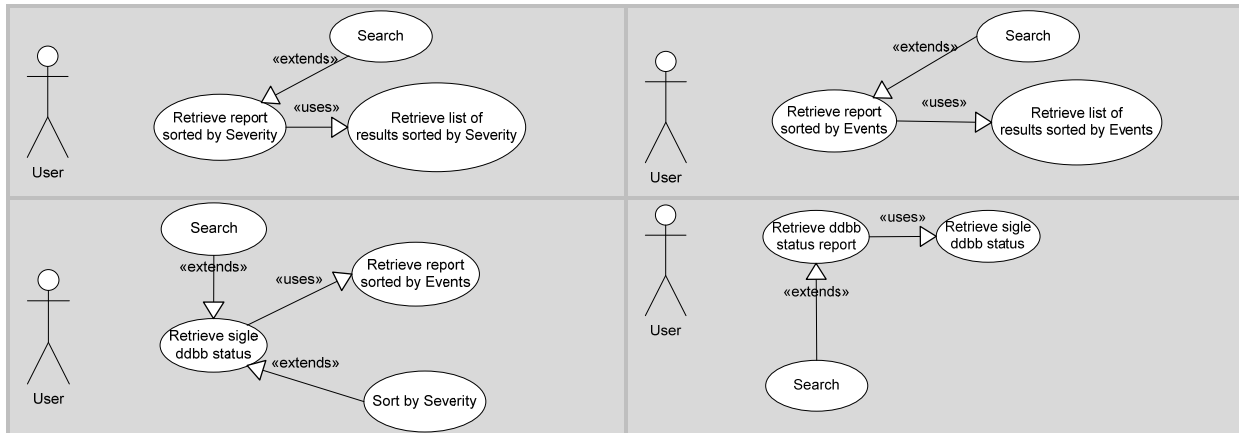 Search
«extends»
Retrieve report
sorted by Severity
«uses»
Retrieve list of
results sorted by Severity
User
Search
«extends»
Retrieve report
sorted by Events
«uses»
Retrieve list of
results sorted by Events
User
Search
«extends»
«uses»
Retrieve report
sorted by Events
Retrieve sigle
ddbb status
«extends»
Sort by Severity
User
Retrieve ddbb
status report
«uses»
Retrieve sigle
ddbb status
«extends»
Search
User